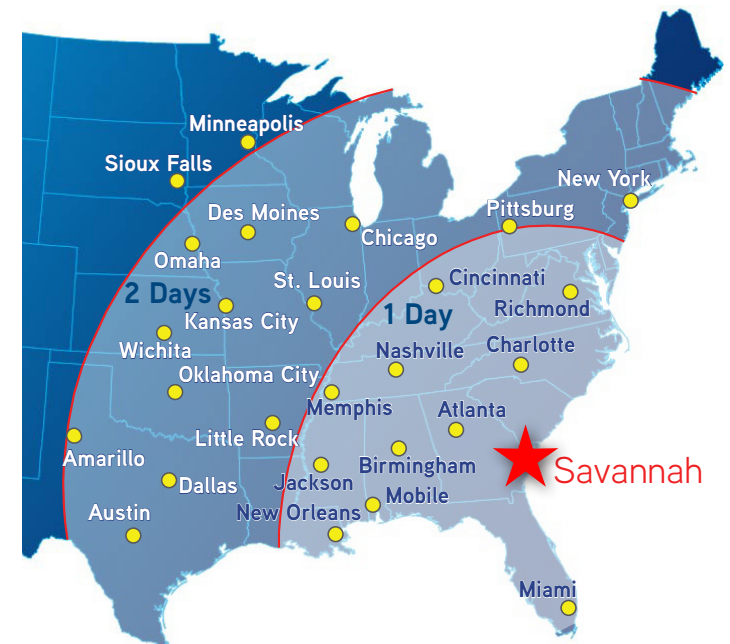 Minneapolis
Sioux Falls
New York
Des Moines
Pittsburg
Chicago
Omaha
St. Louis
Cincinnati
2 Days
Richmond
Kansas City
1 Day
Wichita
Nashville
Charlotte
Oklahoma City
Memphis
Atlanta
Little Rock
Amarillo
Birmingham
Savannah
Jackson
Dallas
Mobile
Austin
New Orleans
Miami